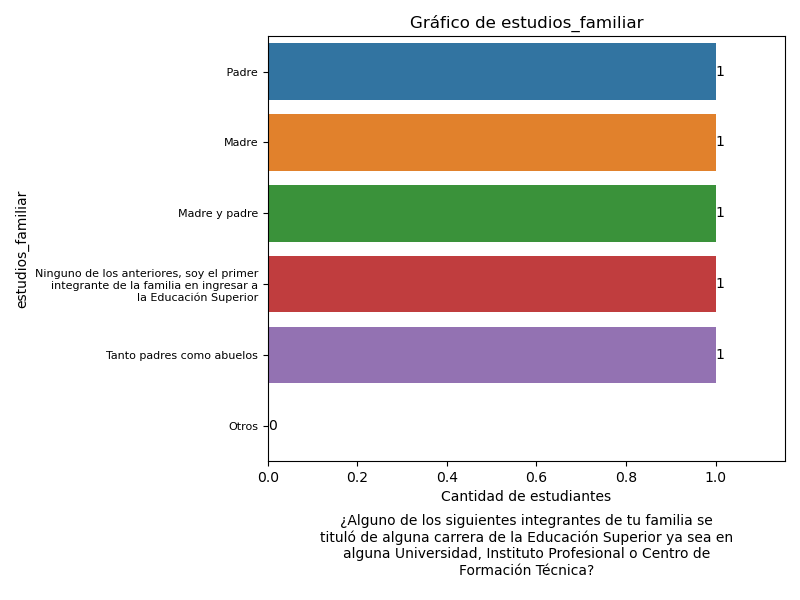 Gráfico de estudios_familiar
estudios_familiar
Padre
1
Madre
1
Madre y padre
1
Ninguno de los anteriores, soy el primer
integrante de la familia en ingresar a
la Educación Superior
1
Tanto padres como abuelos
1
Otros
0
0.0 0.2 0.4 0.6 0.8 1.0
Cantidad de estudiantes
¿Alguno de los siguientes integrantes de tu familia se
tituló de alguna carrera de la Educación Superior ya sea en
alguna Universidad, Instituto Profesional o Centro de
Formación Técnica?